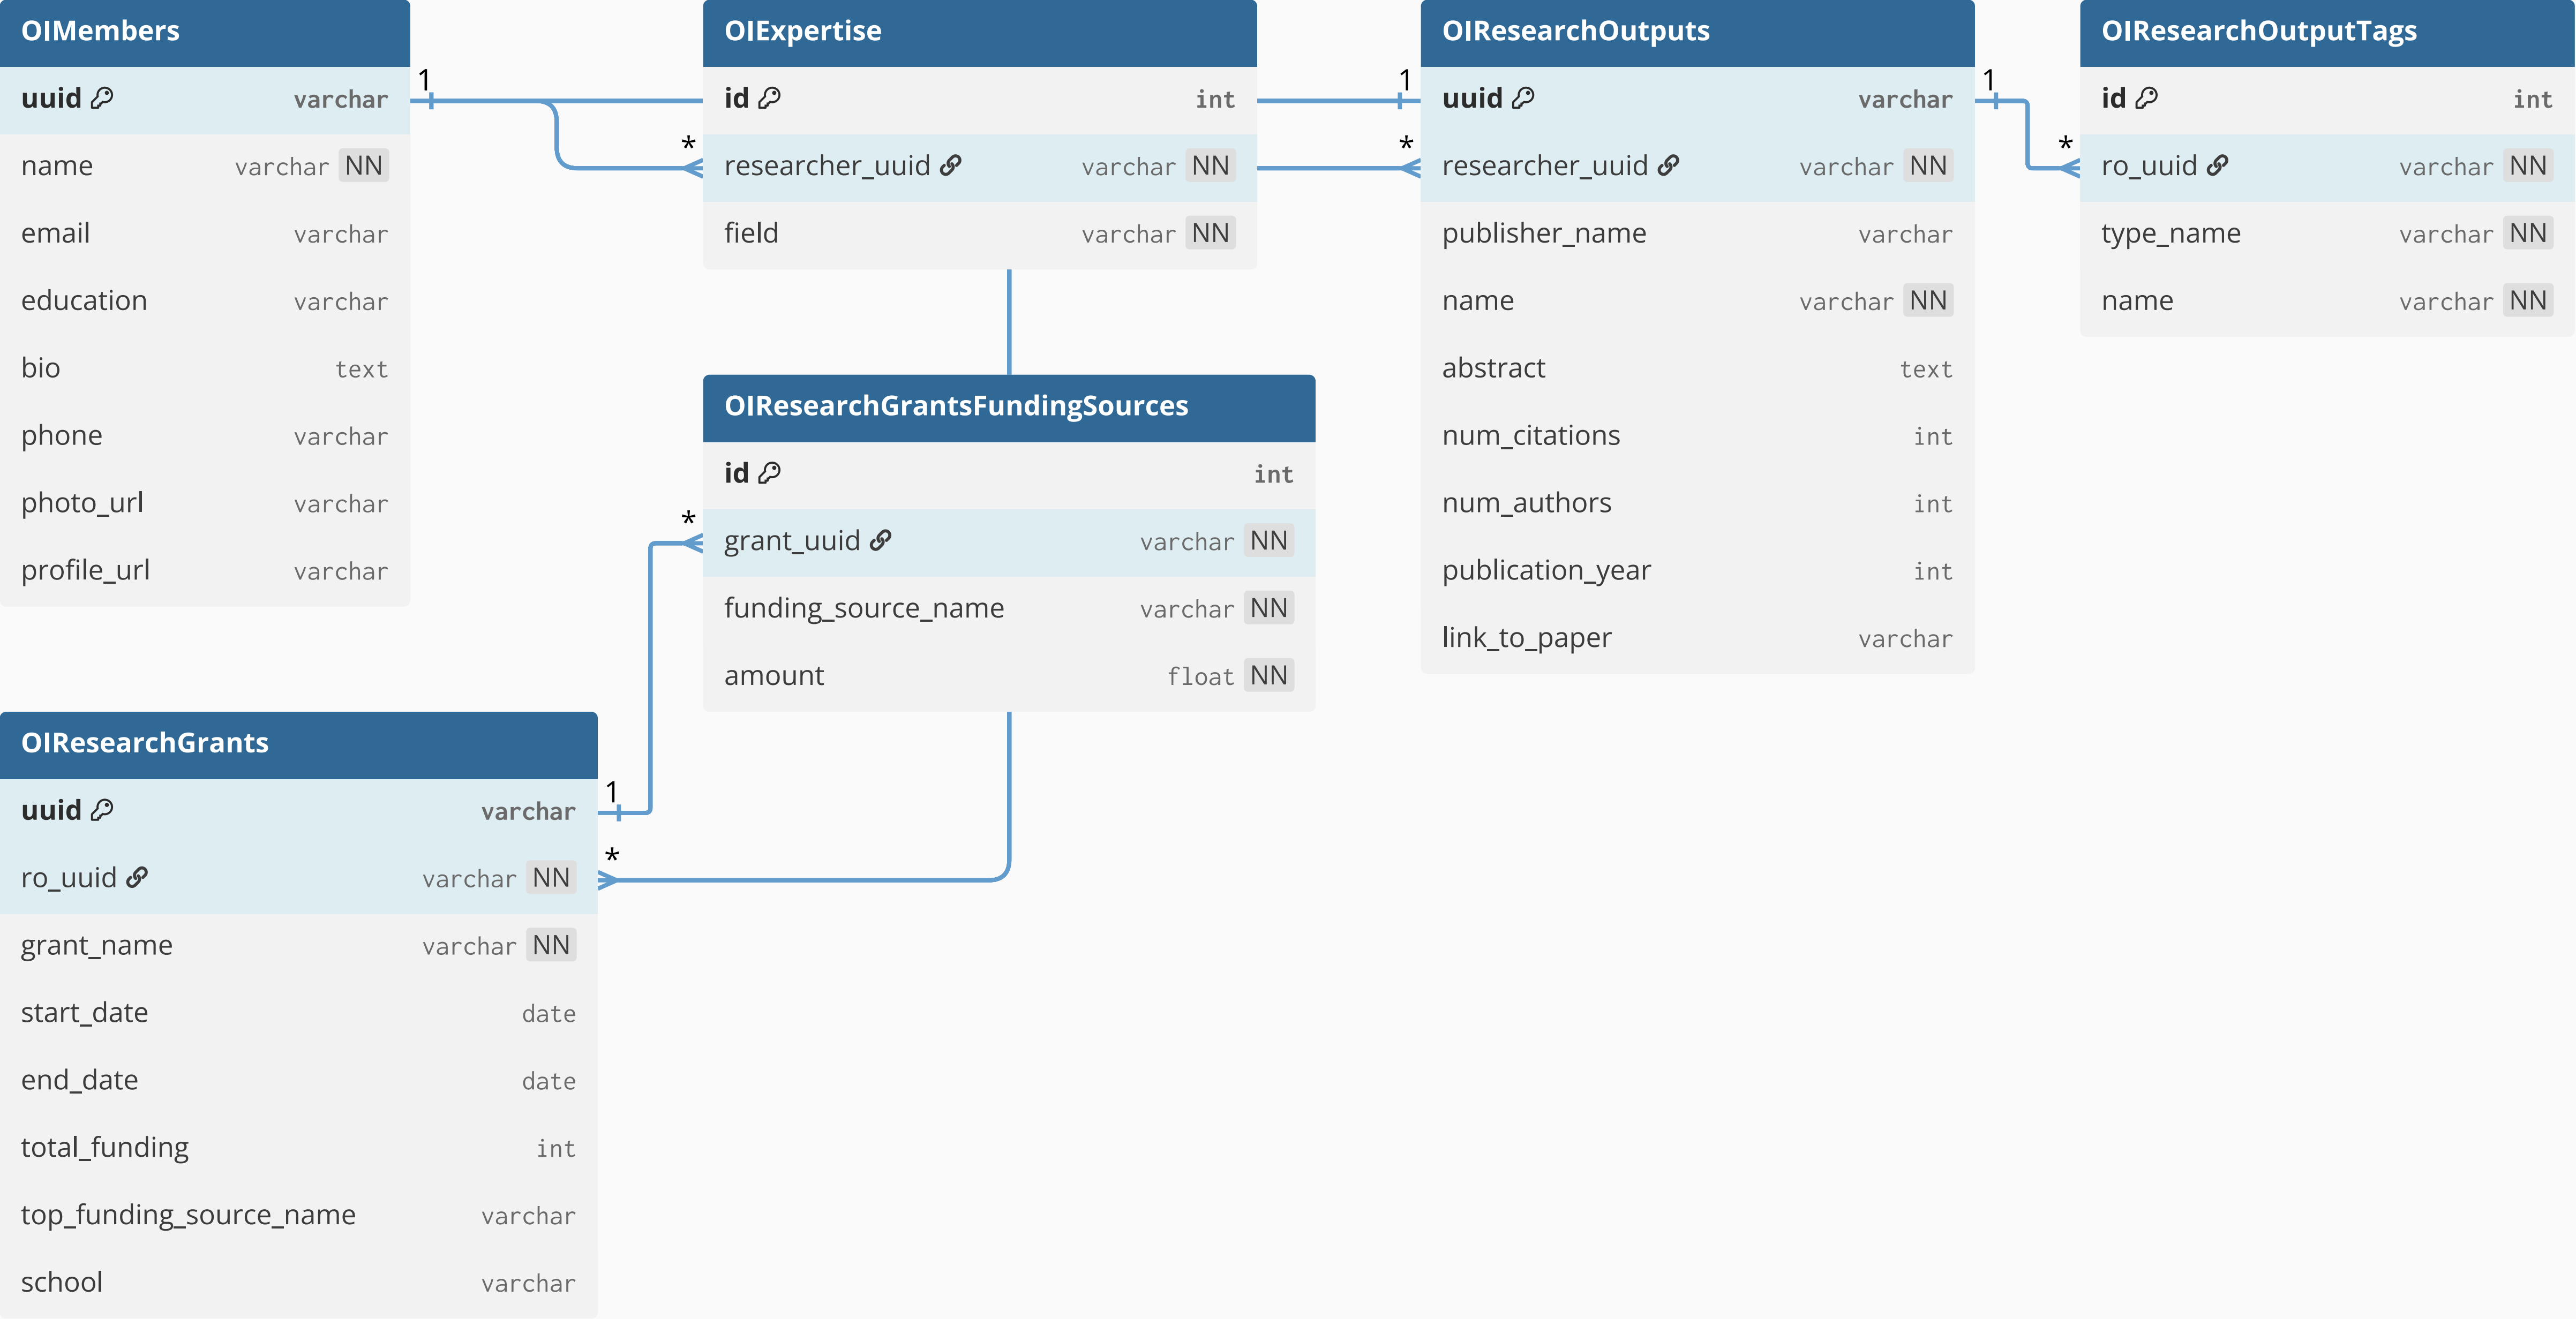 OIMembers
uuid varchar
name varchar NN
email varchar
education varchar
bio text
phone varchar
photo_url varchar
profile_url varchar
1
*
OIExpertise
id int
researcher_uuid varchar NN
field varchar NN
1
*
OIResearchOutputs
uuid varchar
researcher_uuid varchar NN
publisher_name varchar
name varchar NN
abstract text
num_citations int
num_authors int
publication_year int
link_to_paper varchar
1
*
OIResearchOutputTags
id int
ro_uuid varchar NN
type_name varchar NN
name varchar NN
OIResearchGrantsFundingSources
id int
*
grant_uuid varchar NN
funding_source_name varchar NN
amount float NN
OIResearchGrants
uuid varchar
ro_uuid varchar NN
grant_name varchar NN
start_date date
end_date date
total_funding int
top_funding_source_name varchar
school varchar
1
*